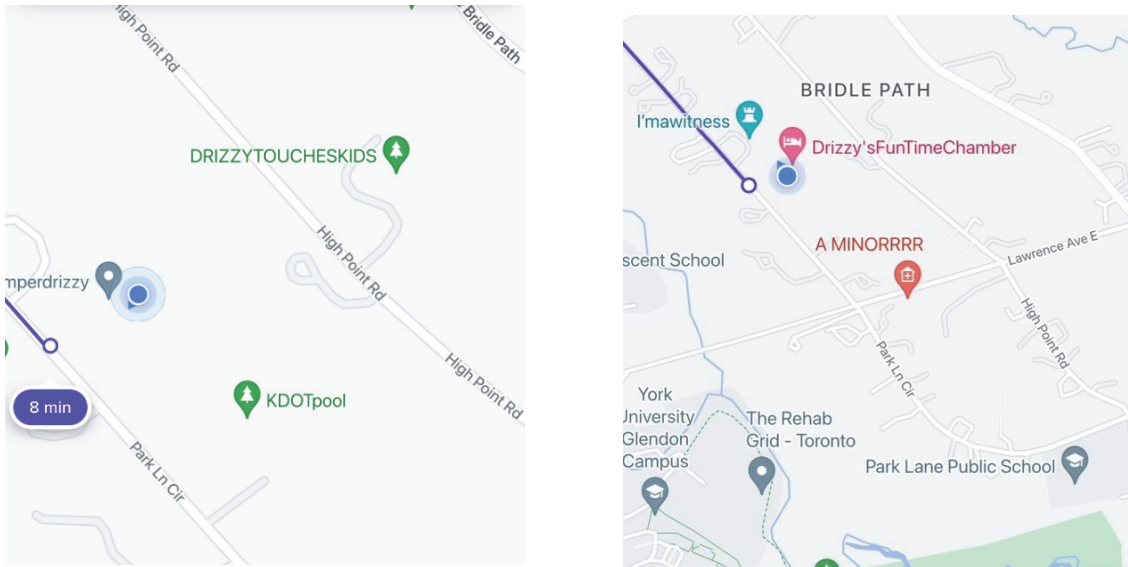 High Point Rd
Bridle Path
DRIZZYTOUCHESKIDS
High Point Rd
mperdrizzy
High Point Rd
8 min
KDOTpool
Park Ln Cir
BRIDLE PATH
I'mawitness
Drizzy'sFunTimeChamber
A MINORRRR
Lawrence Ave E
scent School
High Point Rd
Park Ln Cir
York
University
Glendon
Campus
The Rehab
Grid - Toronto
Park Lane Public School